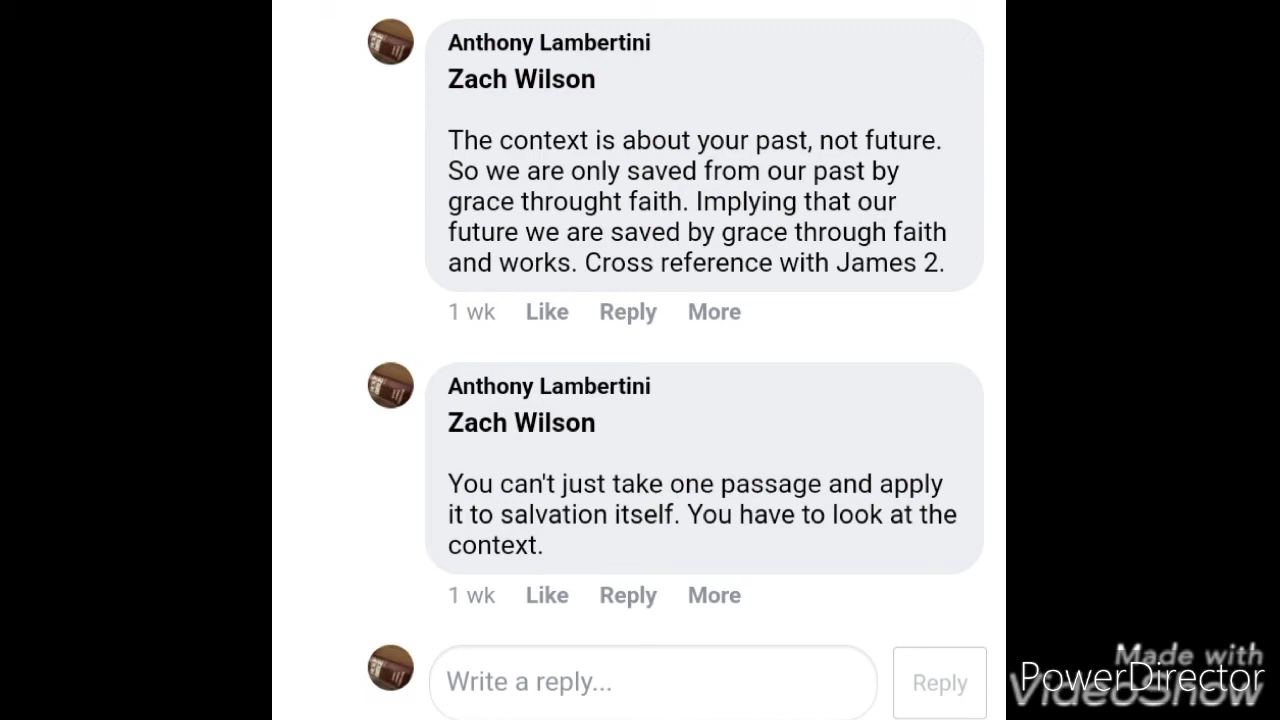 Anthony Lambertini
Zach Wilson
The context is about your past, not future.
So we are only saved from our past by
grace throught faith. Implying that our
future we are saved by grace through faith
and works. Cross reference with James 2.
1 wk Like Reply More
Anthony Lambertini
Zach Wilson
You can't just take one passage and apply
it to salvation itself. You have to look at the
context.
1 wk Like Reply More
Write a reply...
Reply
Made with
PowerDirector
VideoShow